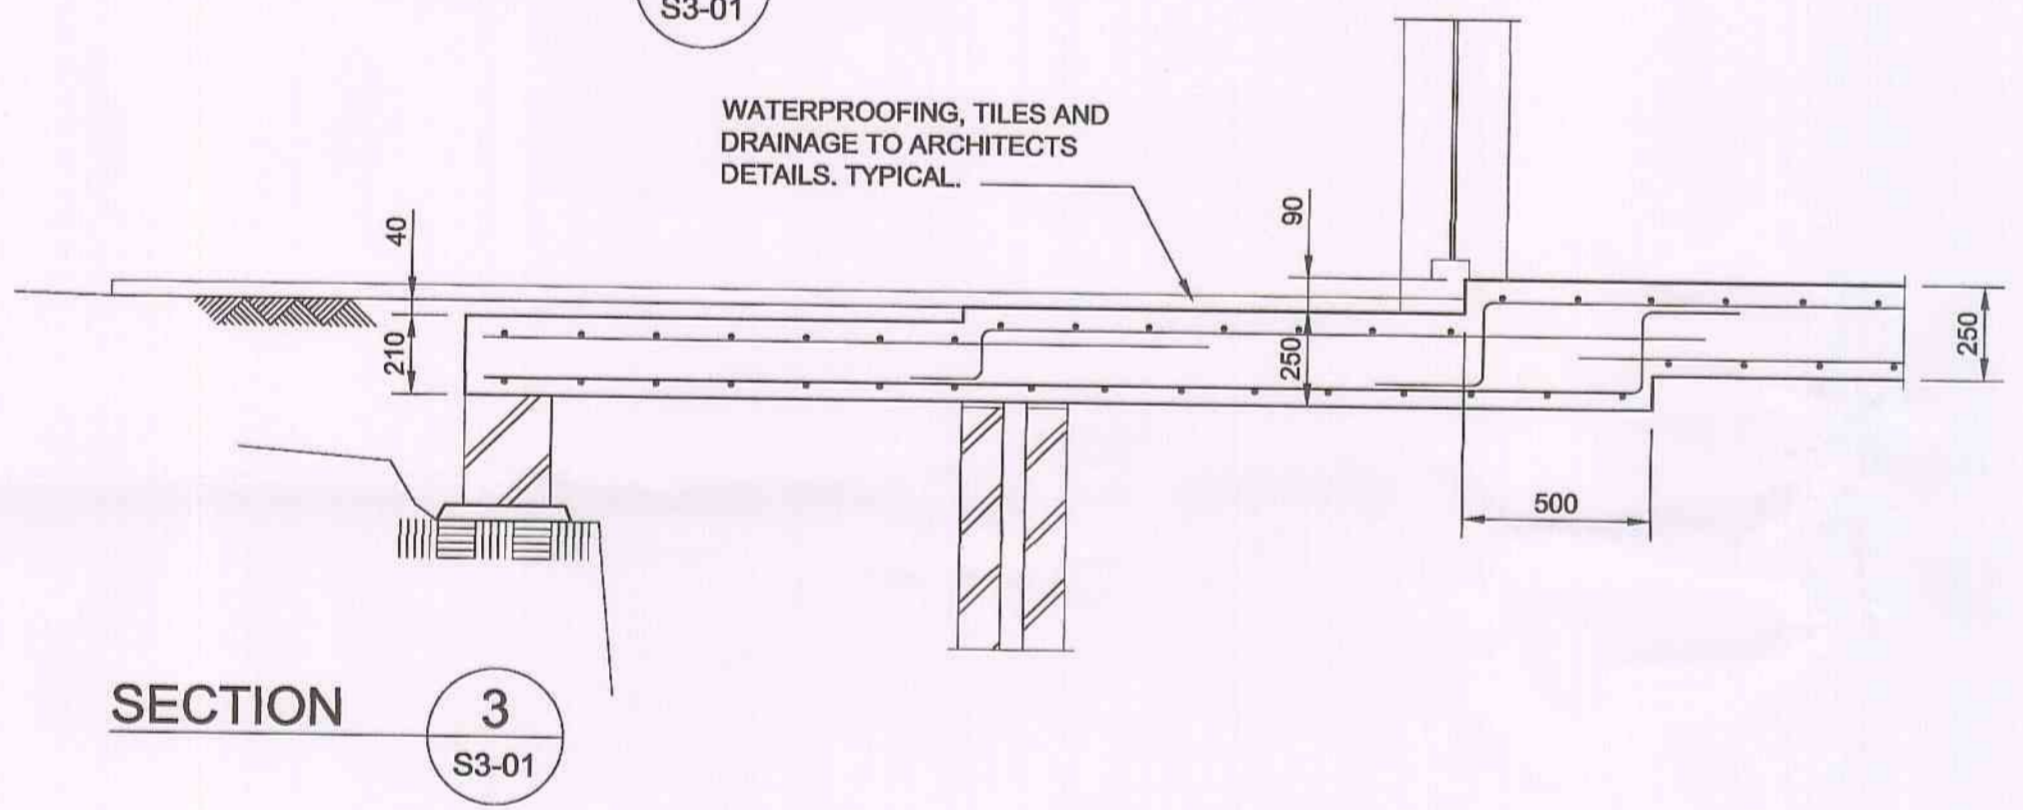 S3-01
WATERPROOFING, TILES AND
DRAINAGE TO ARCHITECTS
DETAILS. TYPICAL.
40
90
210
250
250
500
SECTION
3
S3-01